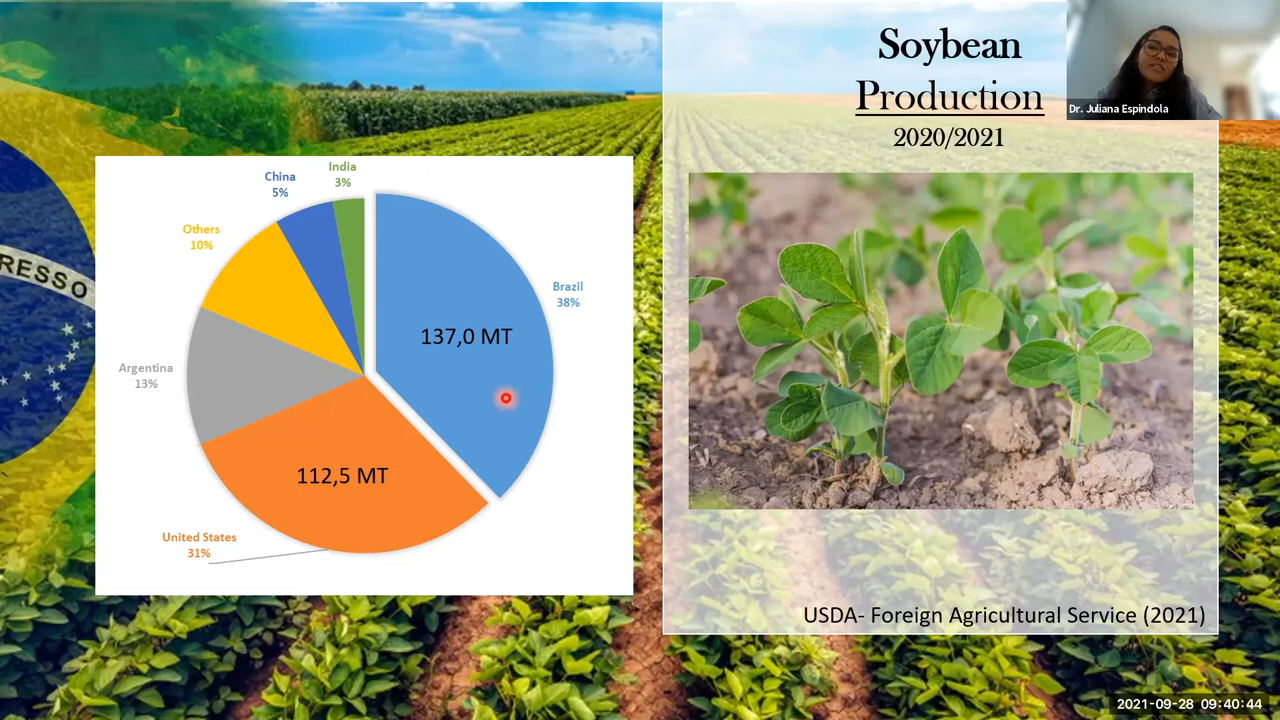 Soybean
Production
2020/2021
Dr. Juliana Espindola
RESSO
India
3%
China
5%
Others
10%
Brazil
38%
137,0 MT
Argentina
13%
112,5 MT
United States
31%
USDA- Foreign Agricultural Service (2021)
2021-09-28 09:40:44